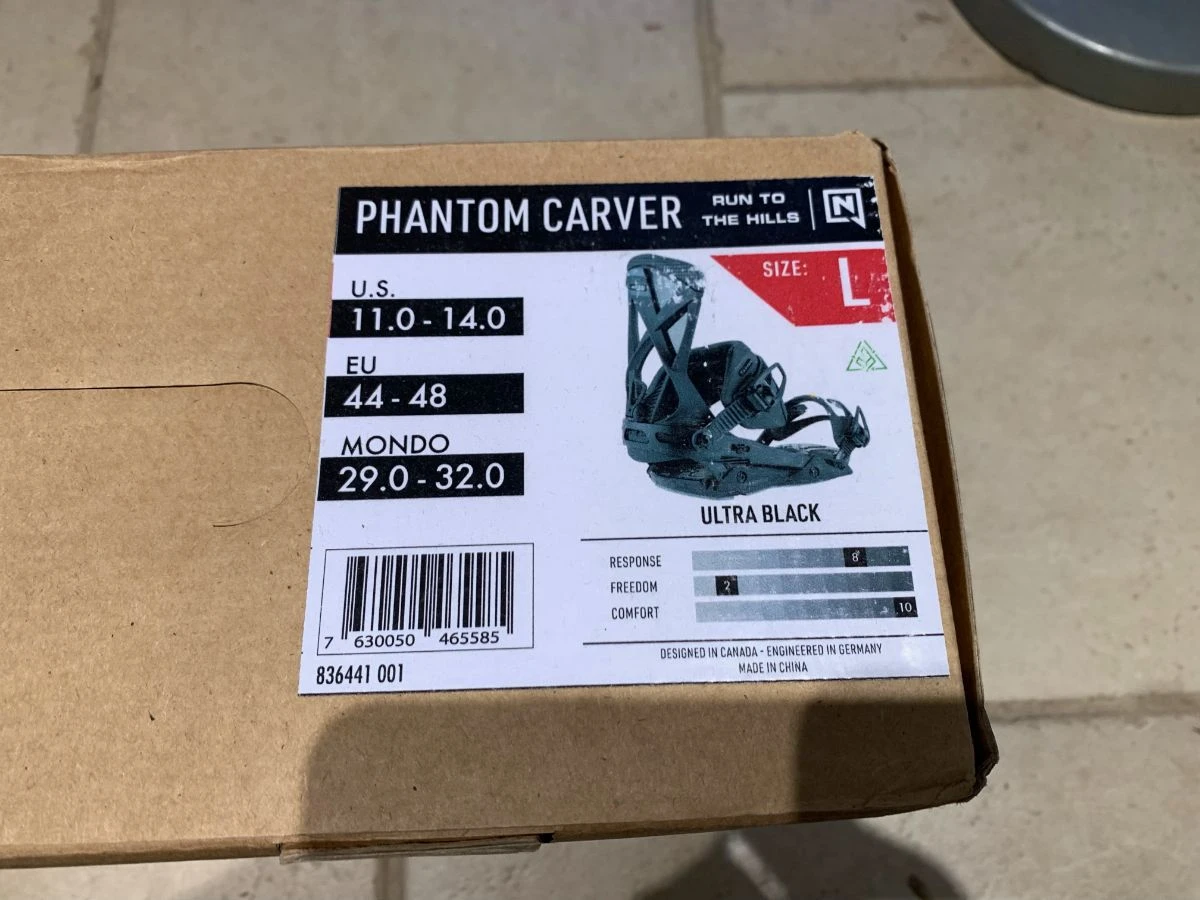 PHANTOM CARVER
RUN TO
THE HILLS
N
SIZE: L
U.S.
11.0 - 14.0
EU
44 - 48
MONDO
29.0 - 32.0
ULTRA BLACK
RESPONSE 8
FREEDOM 2
COMFORT 10
7 630050 465585
836441 001
DESIGNED IN CANADA - ENGINEERED IN GERMANY
MADE IN CHINA